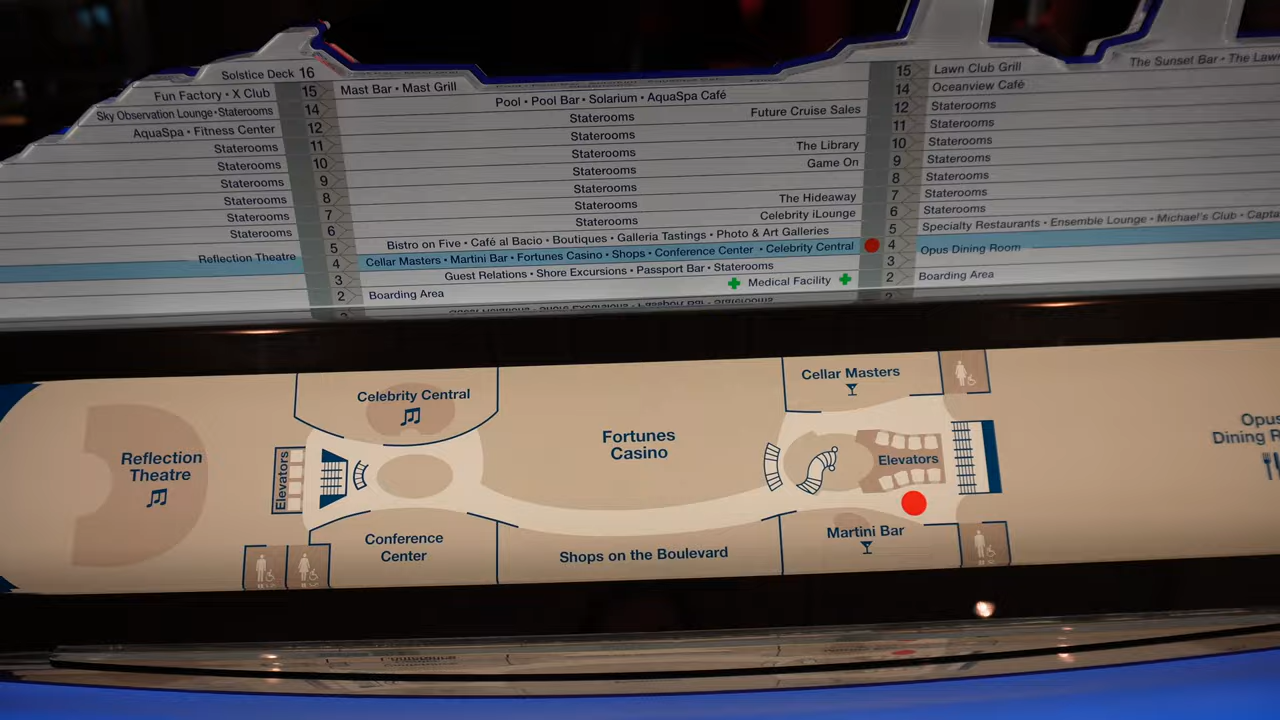 Solstice Deck 16
Fun Factory • X Club 15 Mast Bar • Mast Grill
Sky Observation Lounge • Staterooms 14 Pool • Pool Bar • Solarium • AquaSpa Café
AquaSpa • Fitness Center 12 Staterooms Future Cruise Sales
Staterooms 11 Staterooms
Staterooms 10 Staterooms The Library
Staterooms 9 Staterooms Game On
Staterooms 8 Staterooms
Staterooms 7 Staterooms The Hideaway
Staterooms 6 Staterooms Celebrity iLounge
5 Bistro on Five • Café al Bacio • Boutiques • Galleria Tastings • Photo & Art Galleries
Reflection Theatre 4 Cellar Masters • Martini Bar • Fortunes Casino • Shops • Conference Center • Celebrity Central
3 Guest Relations • Shore Excursions • Passport Bar • Staterooms
2 Boarding Area Medical Facility
The Sunset Bar • The Lawn
15 Lawn Club Grill
14 Oceanview Café
12 Staterooms
11 Staterooms
10 Staterooms
9 Staterooms
8 Staterooms
7 Staterooms
6 Staterooms
5 Specialty Restaurants • Ensemble Lounge • Michael's Club •
4 Opus Dining Room
3
2 Boarding Area
Celebrity Central
Cellar Masters
Reflection
Theatre
Elevators
Fortunes
Casino
Elevators
Opus
Dining
Conference
Center
Shops on the Boulevard
Martini Bar